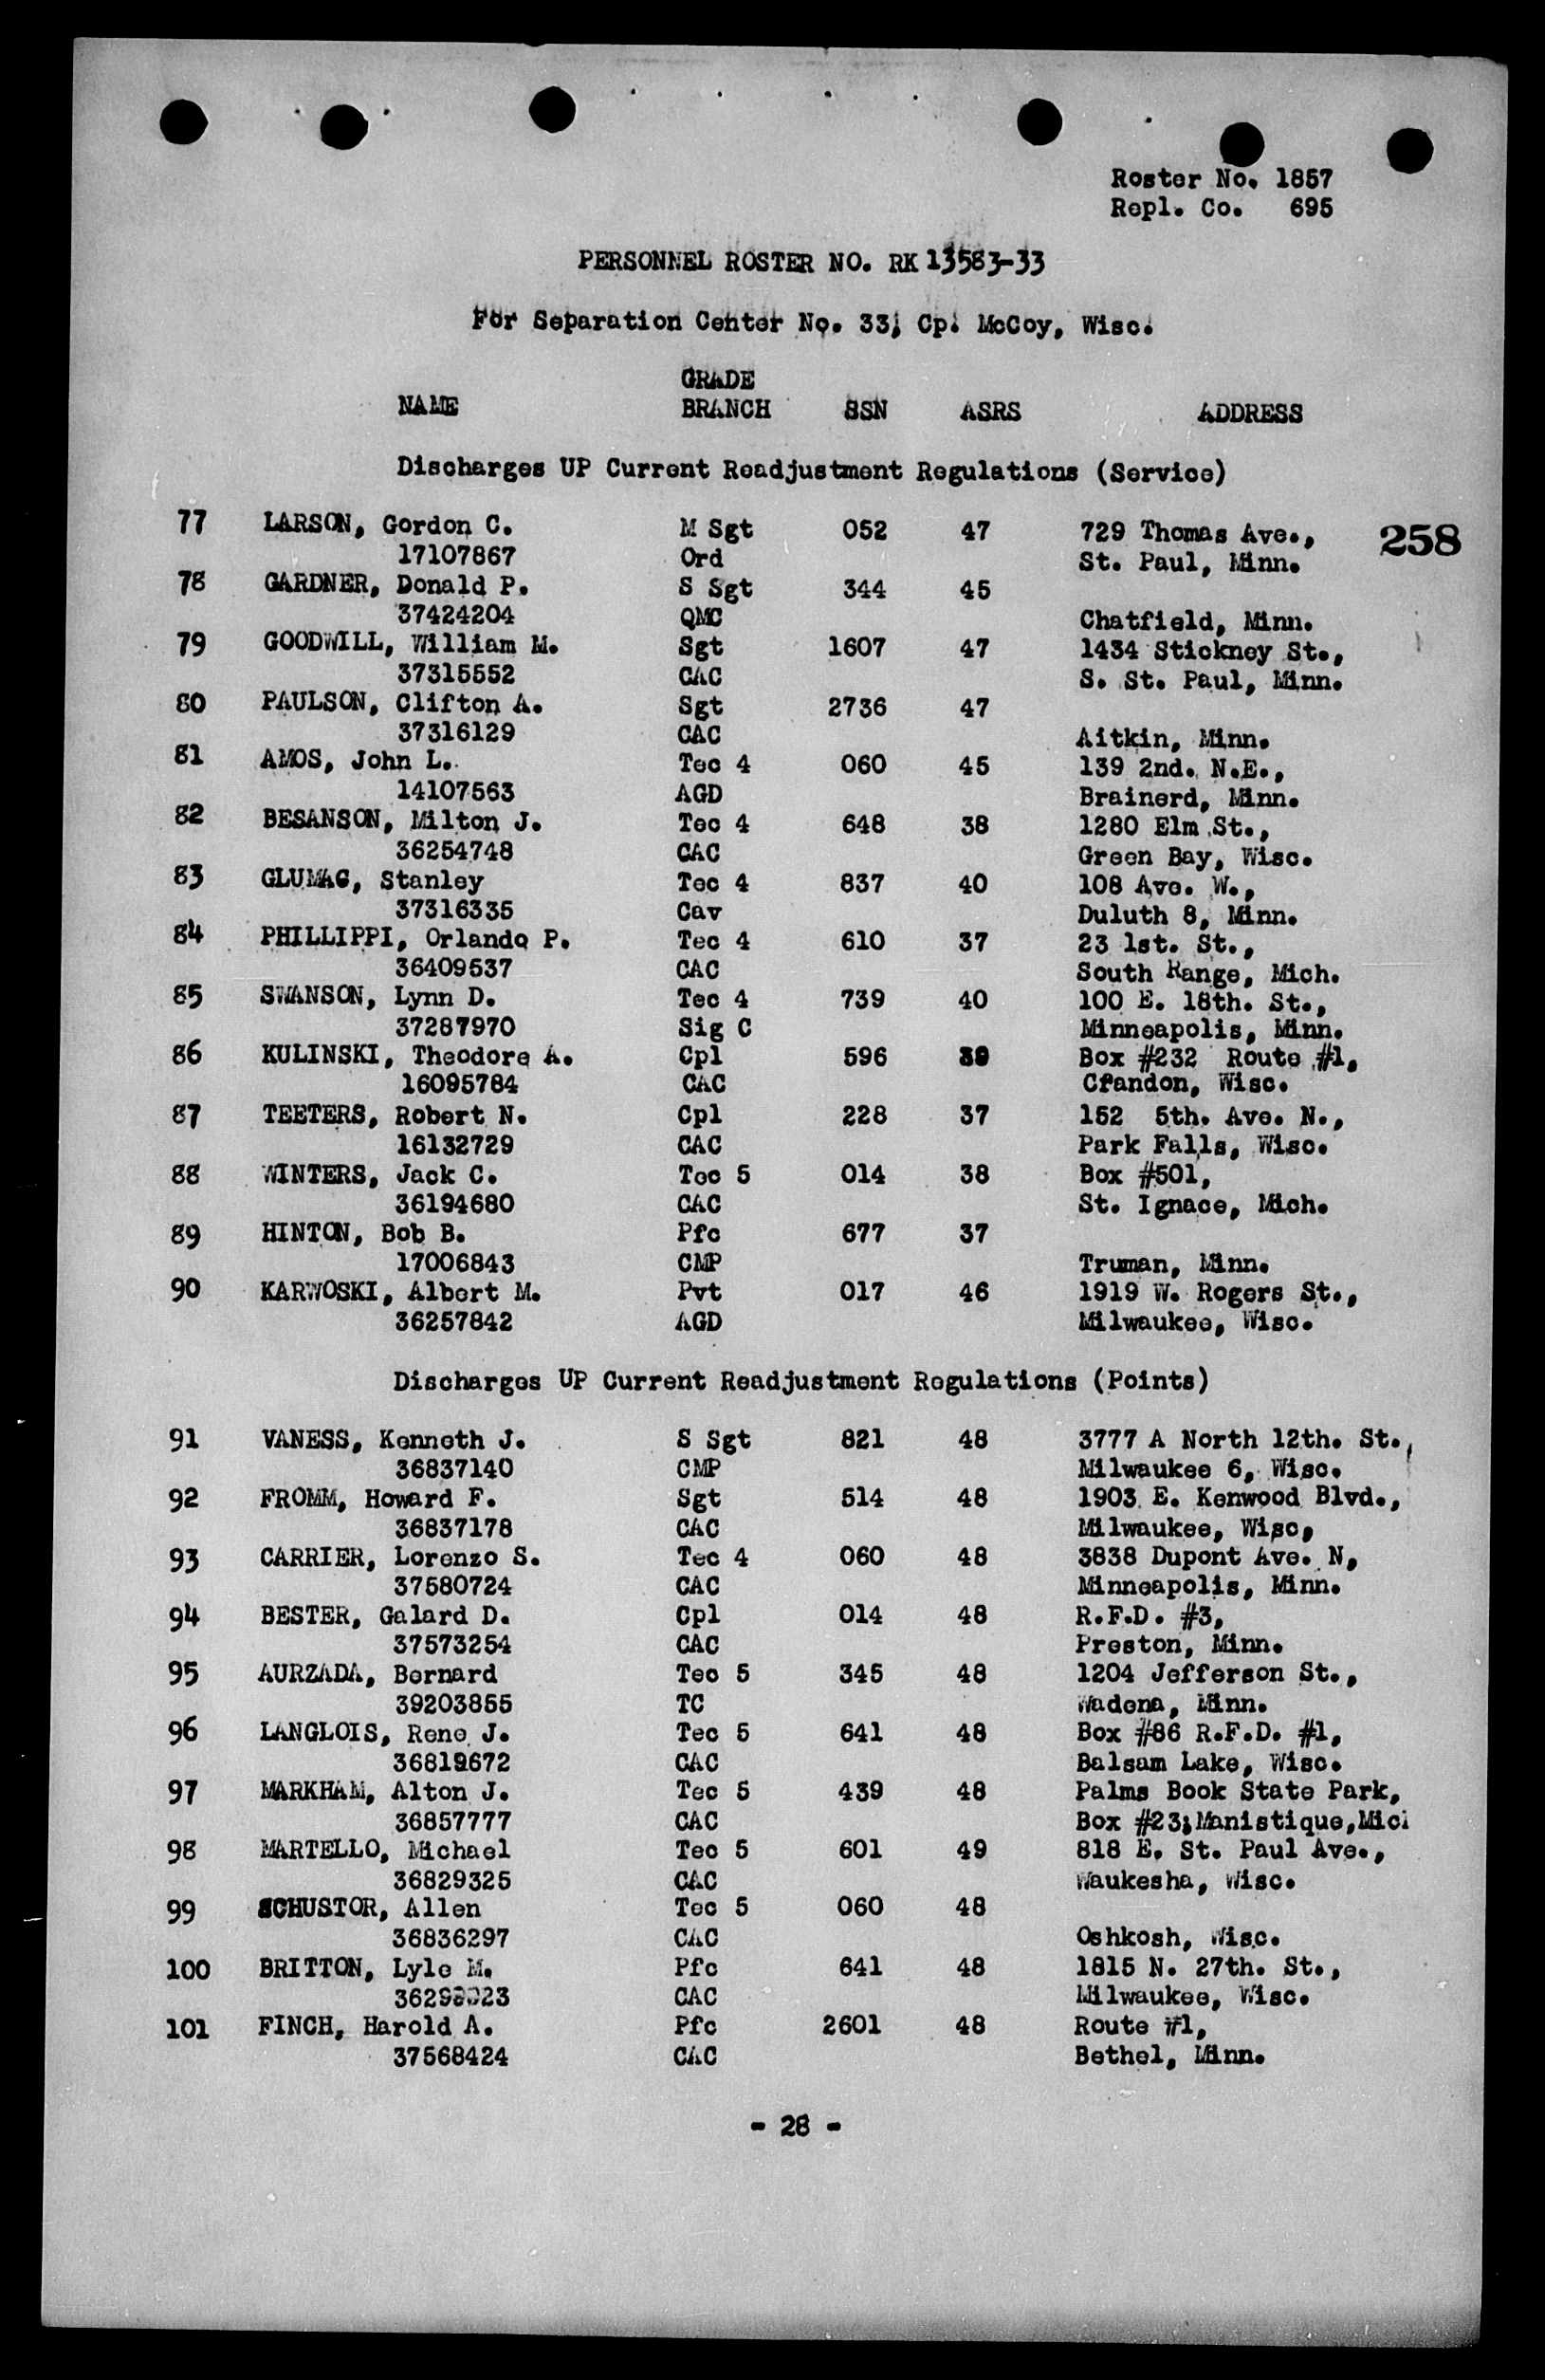 Roster No. 1857
Repl. Co. 695
PERSONNEL ROSTER NO. RK 13583-33
For Separation Center No. 33; Cp. McCoy, Wisc.
GRADE
NAME BRANCH SSN ASRS ADDRESS
Discharges UP Current Readjustment Regulations (Service)
77 LARSON, Gordon C. M Sgt 052 47 729 Thomas Ave., 258
17107867 Ord St. Paul, Minn.
78 GARDNER, Donald P. S Sgt 344 45
37424204 QMC Chatfield, Minn.
79 GOODWILL, William M. Sgt 1607 47 1434 Stickney St.,
37315552 CAC S. St. Paul, Minn.
80 PAULSON, Clifton A. Sgt 2736 47
37316129 CAC Aitkin, Minn.
81 AMOS, John L. Tec 4 060 45 139 2nd. N.E.,
14107563 AGD Brainerd, Minn.
82 BESANSON, Milton J. Tec 4 648 38 1280 Elm St.,
36254748 CAC Green Bay, Wisc.
83 GLUMAC, Stanley Tec 4 837 40 108 Ave. W.,
37316335 Cav Duluth 8, Minn.
84 PHILLIPPI, Orlando P. Tec 4 610 37 23 1st. St.,
36409537 CAC South Range, Mich.
85 SWANSON, Lynn D. Tec 4 739 40 100 E. 18th. St.,
37287970 Sig C Minneapolis, Minn.
86 KULINSKI, Theodore A. Cpl 596 39 Box #232 Route #1,
16095784 CAC Crandon, Wisc.
87 TEETERS, Robert N. Cpl 228 37 152 5th. Ave. N.,
16132729 CAC Park Falls, Wisc.
88 WINTERS, Jack C. Tec 5 014 38 Box #501,
36194680 CAC St. Ignace, Mich.
89 HINTON, Bob B. Pfc 677 37
17006843 CMP Truman, Minn.
90 KARWOSKI, Albert M. Pvt 017 46 1919 W. Rogers St.,
36257842 AGD Milwaukee, Wisc.
Discharges UP Current Readjustment Regulations (Points)
91 VANESS, Kenneth J. S Sgt 821 48 3777 A North 12th. St.,
36837140 CMP Milwaukee 6, Wisc.
92 FROMM, Howard F. Sgt 514 48 1903 E. Kenwood Blvd.,
36837178 CAC Milwaukee, Wisc,
93 CARRIER, Lorenzo S. Tec 4 060 48 3838 Dupont Ave. N,
37580724 CAC Minneapolis, Minn.
94 BESTER, Galard D. Cpl 014 48 R.F.D. #3,
37573254 CAC Preston, Minn.
95 AURZADA, Bernard Tec 5 345 48 1204 Jefferson St.,
39203855 TC Wadena, Minn.
96 LANGLOIS, Rene J. Tec 5 641 48 Box #86 R.F.D. #1,
36819672 CAC Balsam Lake, Wisc.
97 MARKHAM, Alton J. Tec 5 439 48 Palms Book State Park,
36857777 CAC Box #23; Manistique, Mich
98 MARTELLO, Michael Tec 5 601 49 818 E. St. Paul Ave.,
36829325 CAC Waukesha, Wisc.
99 SCHUSTOR, Allen Tec 5 060 48
36836297 CAC Oshkosh, Wisc.
100 BRITTON, Lyle M. Pfc 641 48 1815 N. 27th. St.,
CAC Milwaukee, Wisc.
101 FINCH, Harold A. Pfc 2601 48 Route #1,
37568424 CAC Bethel, Minn.
- 28 -